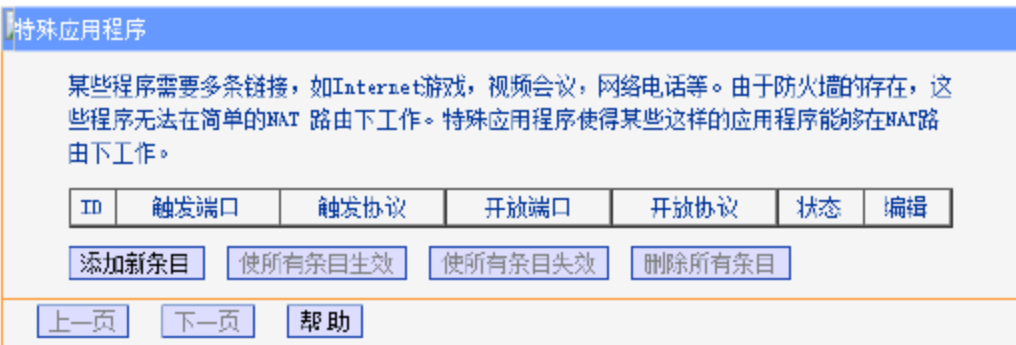 特殊应用程序
某些程序需要多条链接，如Internet游戏，视频会议，网络电话等。由于防火墙的存在，这
些程序无法在简单的NAT 路由下工作。特殊应用程序使得某些这样的应用程序能够在NAT路
由下工作。
ID 触发端口 触发协议 开放端口 开放协议 状态 编辑
添加新条目 使所有条目生效 使所有条目失效 删除所有条目
上一页 下一页 帮助